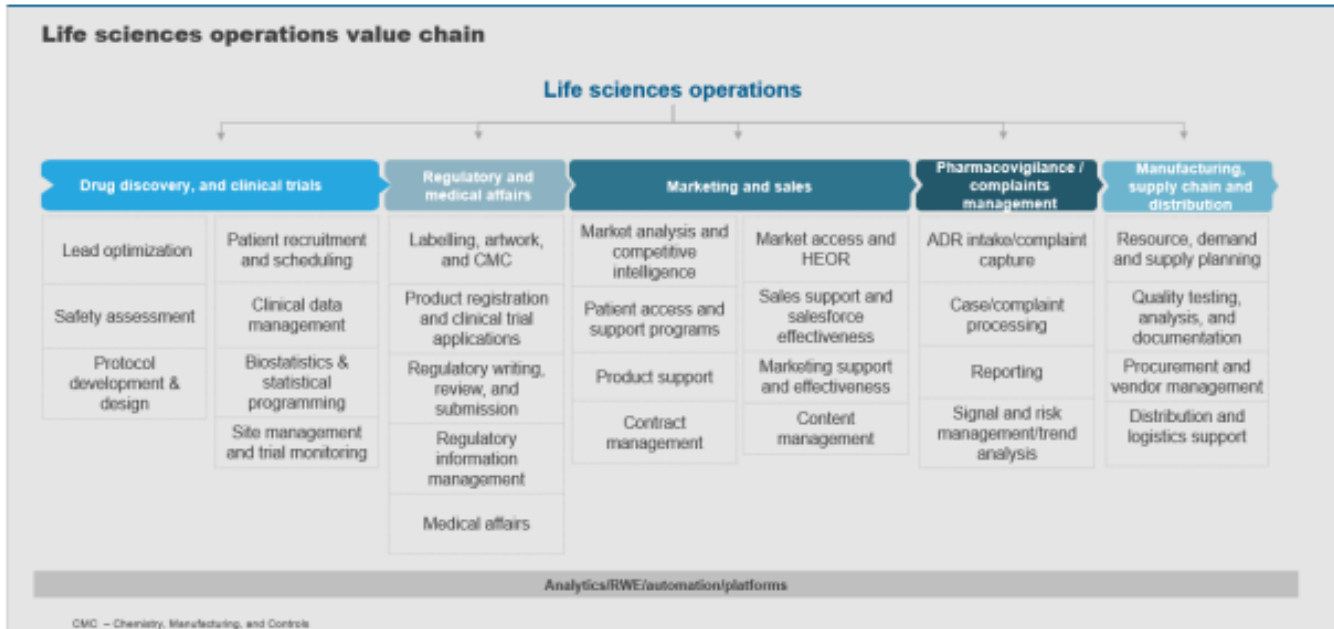 Life sciences operations value chain
Life sciences operations
Drug discovery, and clinical trials
Lead optimization
Safety assessment
Protocol
development &
design
Patient recruitment
and scheduling
Clinical data
management
Biostatistics &
statistical
programming
Site management
and trial monitoring
Regulatory and
medical affairs
Labelling, artwork,
and CMC
Product registration
and clinical trial
applications
Regulatory writing,
review, and
submission
Regulatory
information
management
Medical affairs
Marketing and sales
Market analysis and
competitive
intelligence
Patient access and
support programs
Product support
Contract
management
Market access and
HEOR
Sales support and
salesforce
effectiveness
Marketing support
and effectiveness
Content
management
Pharmacovigilance /
complaints
management
ADR intake/complaint
capture
Case/complaint
processing
Reporting
Signal and risk
management/trend
analysis
Manufacturing,
supply chain and
distribution
Resource, demand
and supply planning
Quality testing,
analysis, and
documentation
Procurement and
vendor management
Distribution and
logistics support
Analytics/RWE/automation/platforms
CMC – Chemistry, Manufacturing, and Controls